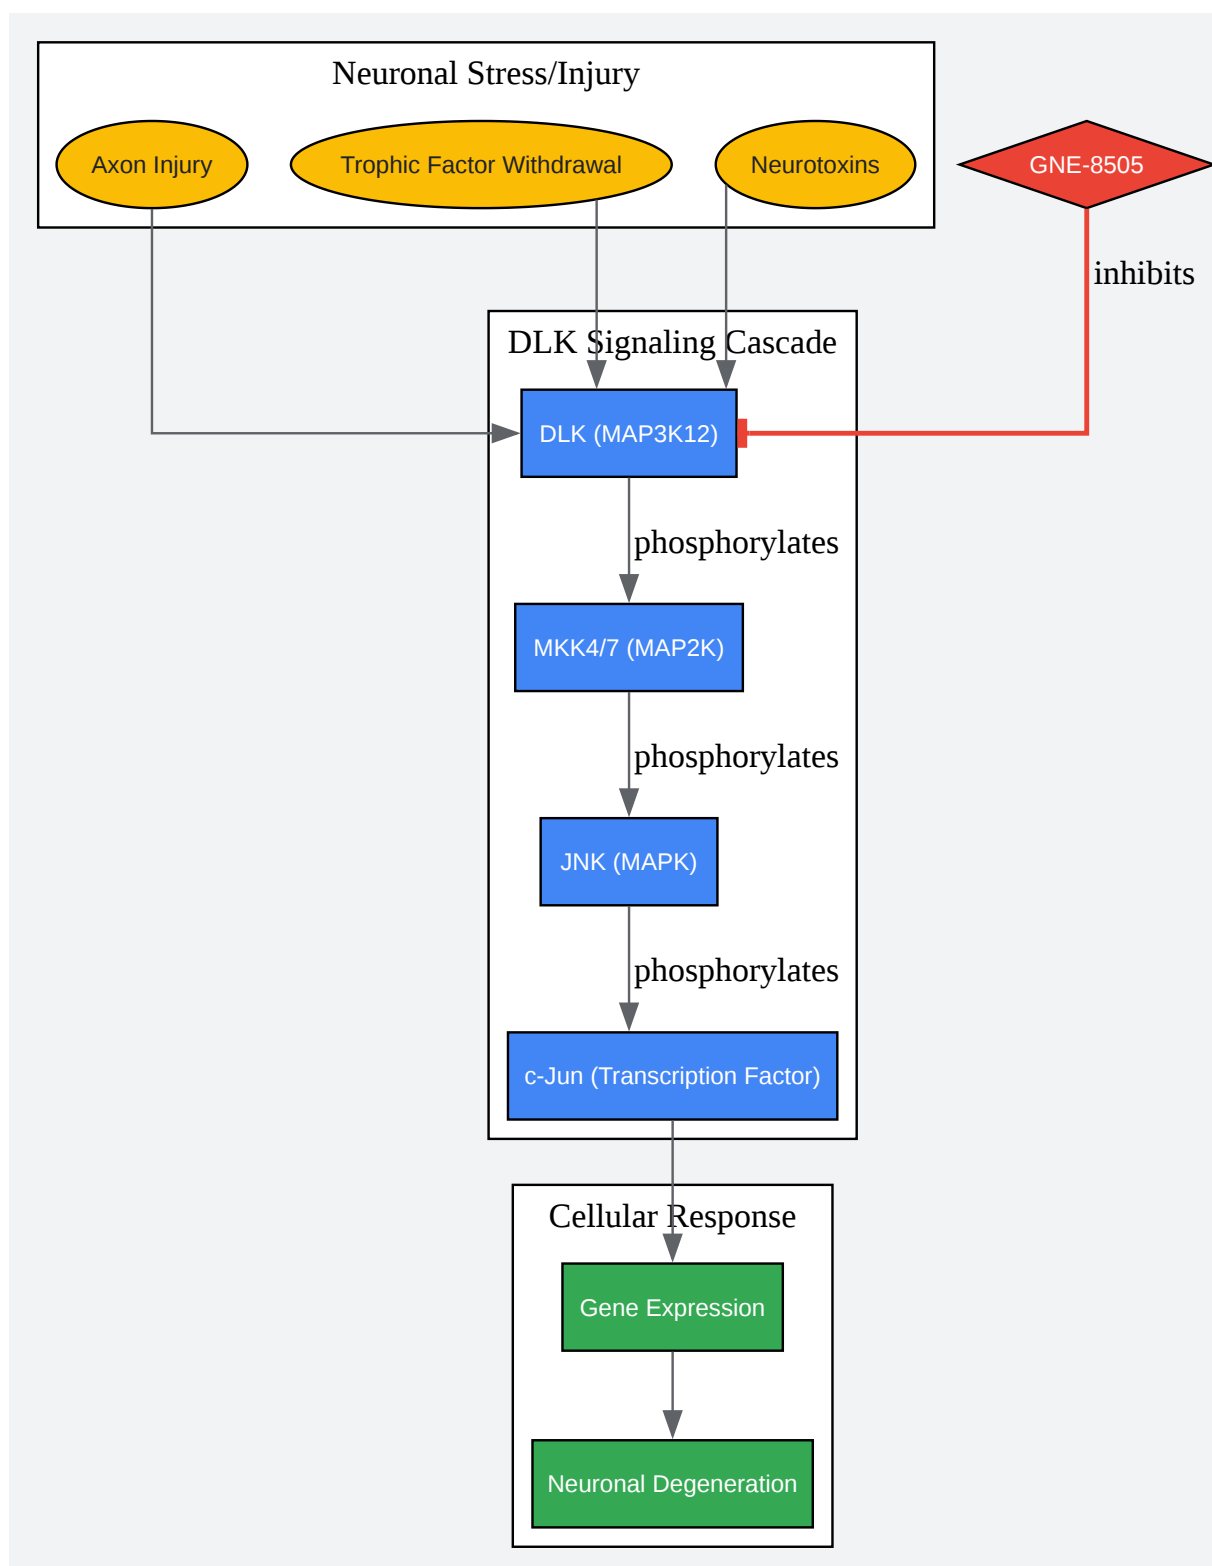 Neuronal Stress/Injury
Axon Injury
Trophic Factor Withdrawal
Neurotoxins
GNE-8505
inhibits
DLK Signaling Cascade
DLK (MAP3K12)
phosphorylates
MKK4/7 (MAP2K)
phosphorylates
JNK (MAPK)
phosphorylates
c-Jun (Transcription Factor)
Cellular Response
Gene Expression
Neuronal Degeneration